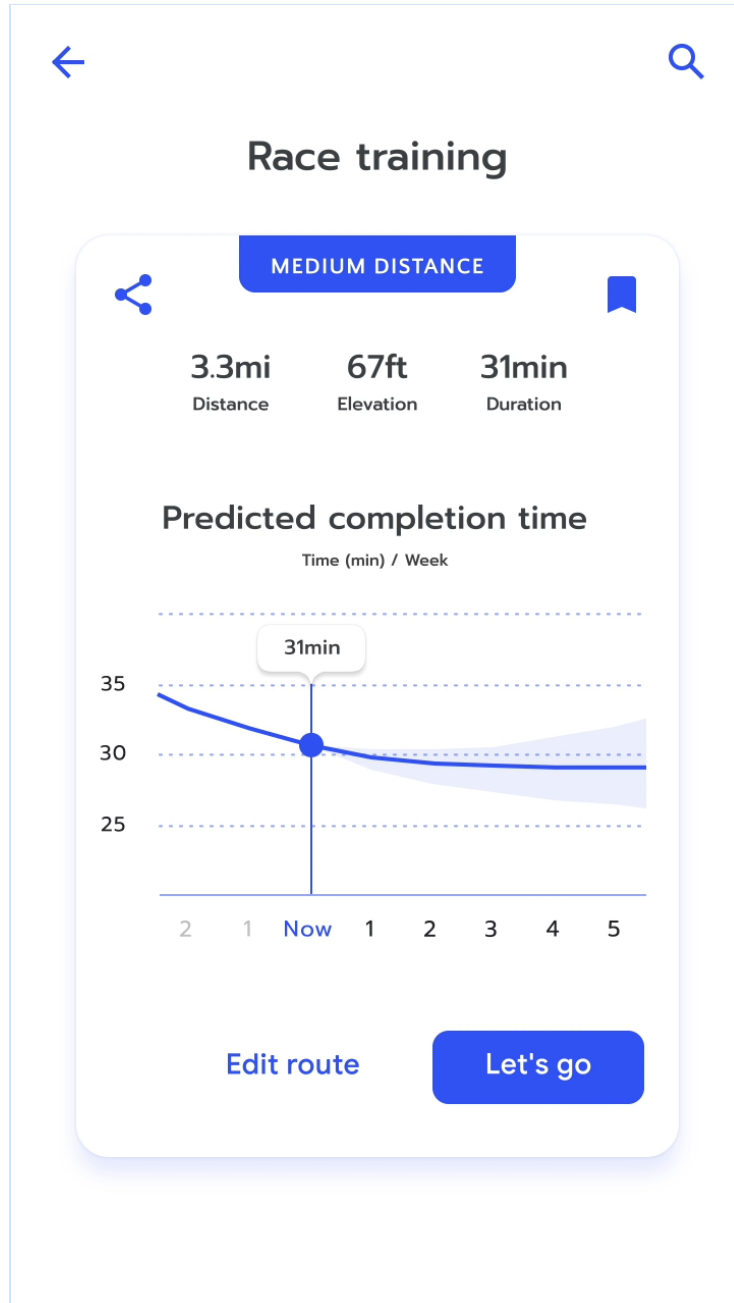 Race training
MEDIUM DISTANCE
3.3mi 67ft 31min
Distance Elevation Duration
Predicted completion time
Time (min) / Week
31min
35
30
25
2 1 Now 1 2 3 4 5
Edit route Let's go